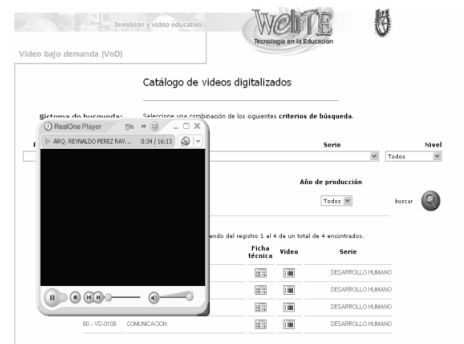 Televisión y video educativo
WebTE
Tecnología en la Educación
Video bajo demanda (VoD)
Catálogo de videos digitalizados
Sistema de busqueda:
Seleccione una combinación de los siguientes criterios de búsqueda.
RealOne Player
File
ARQ. REYNALDO PEREZ RAY...
0:34 / 16:13
Serie
Nivel
Todos
Año de producción
Todos
buscar
endo del registro 1 al 4 de un total de 4 encontrados.
Ficha técnica
Video
Serie
DESARROLLO HUMANO
DESARROLLO HUMANO
DESARROLLO HUMANO
60 - VD-0108 COMUNICACION
DESARROLLO HUMANO